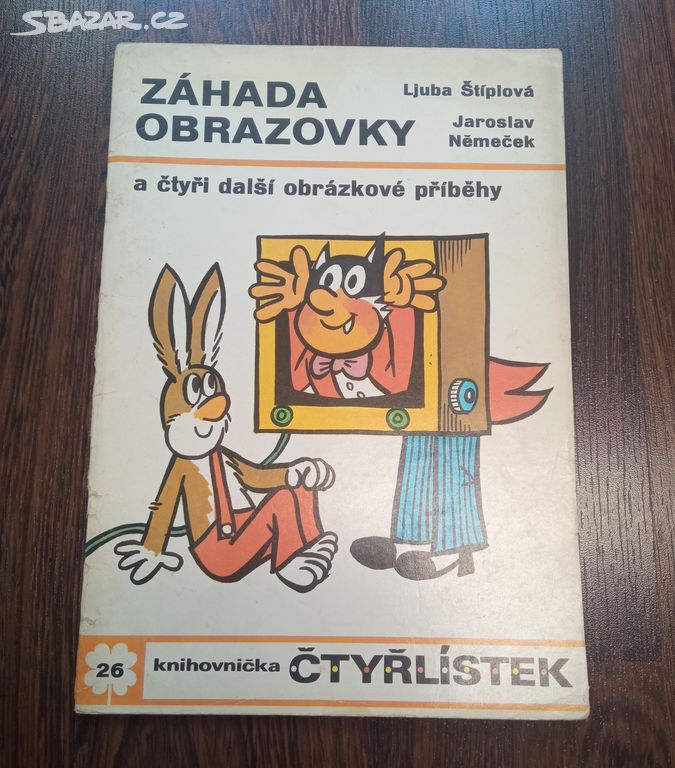 SBAZAR.CZ
ZÁHADA
OBRAZOVKY
Ljuba Štíplová
Jaroslav
Němeček
a čtyři další obrázkové příběhy
26
knihovnička ČTYŘLÍSTEK